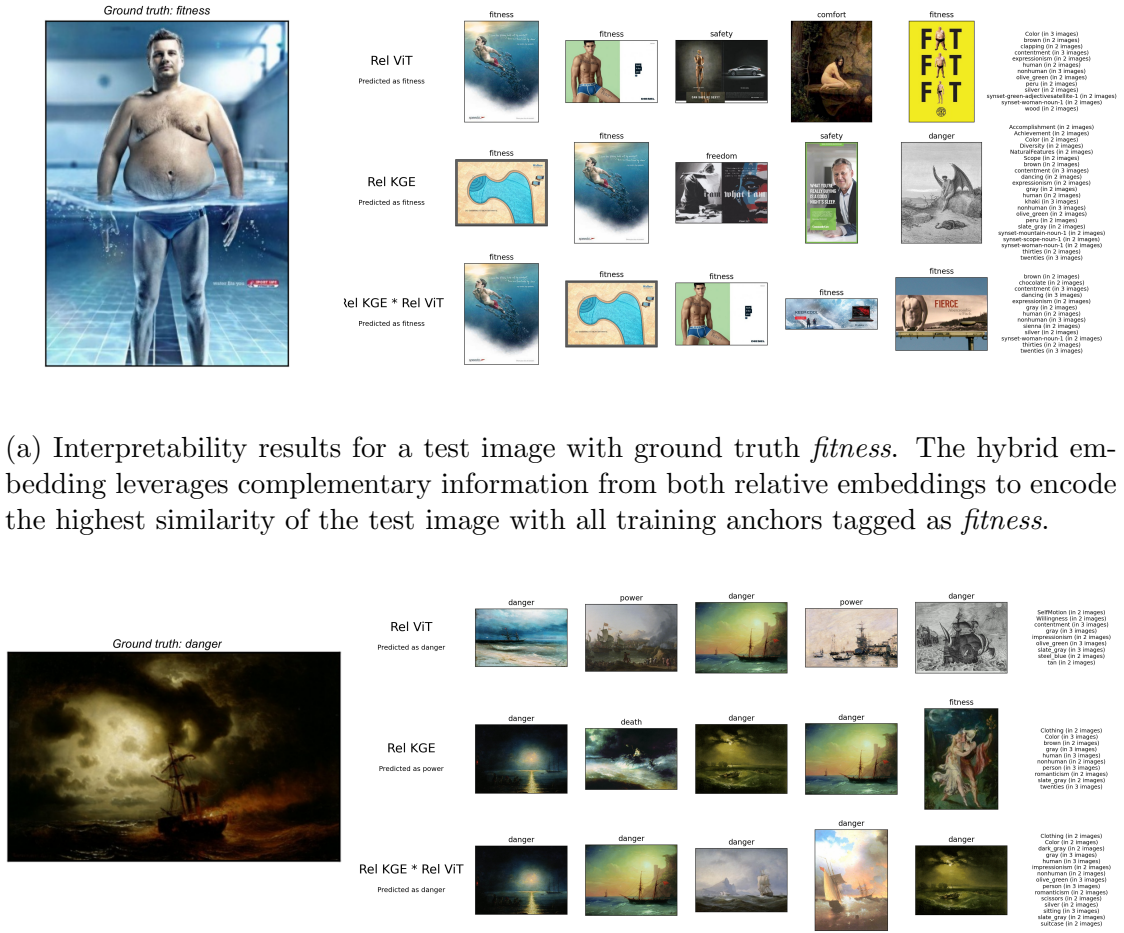 Ground truth: fitness
Rel ViT
Predicted as fitness
fitness
fitness
safety
comfort
fitness
F T
F T
F T
Color (in 3 images)
brown (in 2 images)
clapping (in 2 images)
contentment (in 3 images)
expressionism (in 2 images)
human (in 2 images)
nonhuman (in 3 images)
olive_green (in 2 images)
peru (in 2 images)
silver (in 2 images)
synset-green-adjectivesatellite-1 (in 2 images)
synset-woman-noun-1 (in 2 images)
wood (in 2 images)
Rel KGE
Predicted as fitness
fitness
fitness
freedom
I am what I am
safety
WHAT YOU'RE
REALLY BUYING
IS A GOOD
NIGHT'S SLEEP
danger
Accomplishment (in 2 images)
Achievement (in 2 images)
Color (in 2 images)
Diversity (in 2 images)
NaturalFeatures (in 2 images)
Scope (in 2 images)
brown (in 2 images)
contentment (in 3 images)
dancing (in 3 images)
expressionism (in 2 images)
gray (in 2 images)
human (in 2 images)
khaki (in 3 images)
nonhuman (in 3 images)
olive_green (in 2 images)
peru (in 2 images)
slate_gray (in 2 images)
synset-mountain-noun-1 (in 2 images)
synset-scope-noun-1 (in 2 images)
synset-woman-noun-1 (in 2 images)
thirties (in 2 images)
twenties (in 3 images)
Rel KGE * Rel ViT
Predicted as fitness
fitness
fitness
fitness
fitness
fitness
FIERCE
brown (in 2 images)
chocolate (in 2 images)
contentment (in 3 images)
dancing (in 3 images)
expressionism (in 2 images)
gray (in 2 images)
human (in 2 images)
nonhuman (in 3 images)
sienna (in 2 images)
silver (in 2 images)
synset-woman-noun-1 (in 2 images)
thirties (in 2 images)
twenties (in 3 images)
(a) Interpretability results for a test image with ground truth fitness. The hybrid em-
bedding leverages complementary information from both relative embeddings to encode
the highest similarity of the test image with all training anchors tagged as fitness.
Ground truth: danger
Rel ViT
Predicted as danger
danger
power
danger
power
danger
SelfMotion (in 2 images)
Willingness (in 2 images)
contentment (in 3 images)
gray (in 3 images)
impressionism (in 2 images)
olive_green (in 3 images)
slate_gray (in 3 images)
steel_blue (in 2 images)
tan (in 2 images)
Rel KGE
Predicted as power
danger
death
danger
danger
fitness
Clothing (in 2 images)
Color (in 3 images)
brown (in 2 images)
gray (in 3 images)
human (in 3 images)
nonhuman (in 2 images)
person (in 3 images)
romanticism (in 2 images)
slate_gray (in 2 images)
twenties (in 3 images)
Rel KGE * Rel ViT
Predicted as danger
danger
danger
danger
danger
danger
Clothing (in 2 images)
Color (in 2 images)
dark_gray (in 2 images)
gray (in 3 images)
human (in 3 images)
impressionism (in 2 images)
nonhuman (in 2 images)
olive_green (in 3 images)
person (in 3 images)
romanticism (in 2 images)
scissors (in 2 images)
silver (in 2 images)
sitting (in 3 images)
slate_gray (in 2 images)
suitcase (in 2 images)